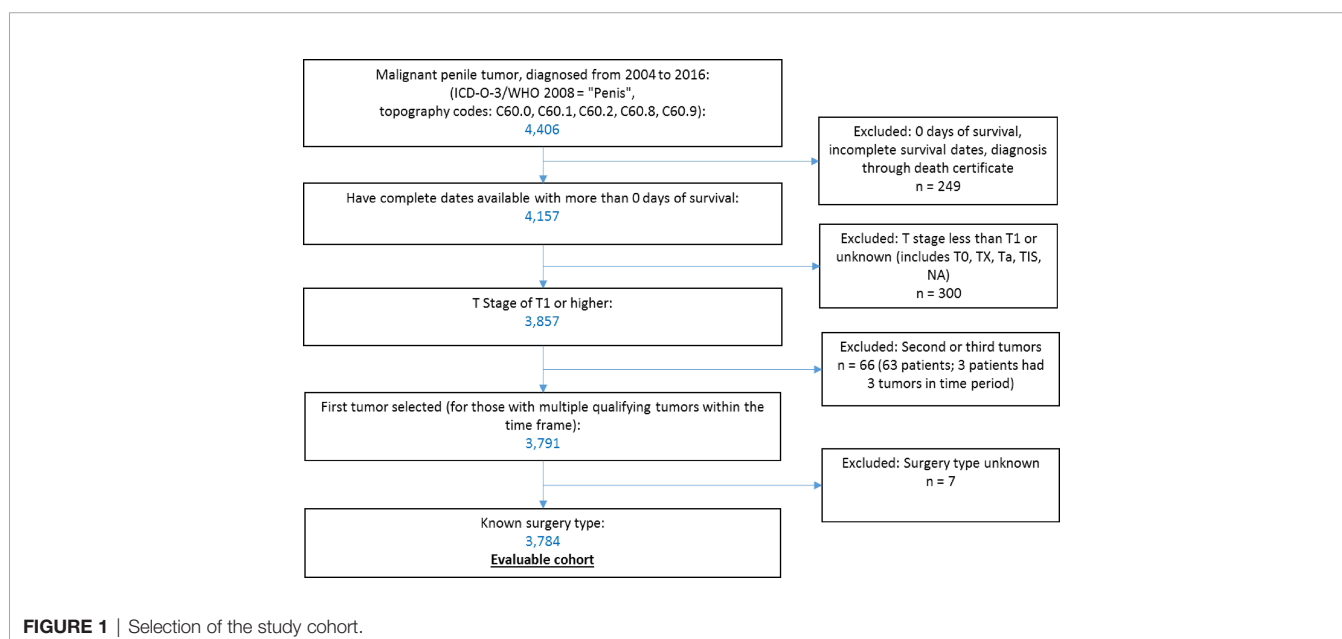 Malignant penile tumor, diagnosed from 2004 to 2016:
(ICD-O-3/WHO 2008 = "Penis",
topography codes: C60.0, C60.1, C60.2, C60.8, C60.9):
4,406
Excluded: 0 days of survival,
incomplete survival dates, diagnosis
through death certificate
n = 249
Have complete dates available with more than 0 days of survival:
4,157
Excluded: T stage less than T1 or
unknown (includes T0, TX, Ta, TIS,
NA)
n = 300
T Stage of T1 or higher:
3,857
Excluded: Second or third tumors
n = 66 (63 patients; 3 patients had
3 tumors in time period)
First tumor selected (for those with multiple qualifying tumors within the
time frame):
3,791
Excluded: Surgery type unknown
n = 7
Known surgery type:
3,784
Evaluable cohort
FIGURE 1 | Selection of the study cohort.